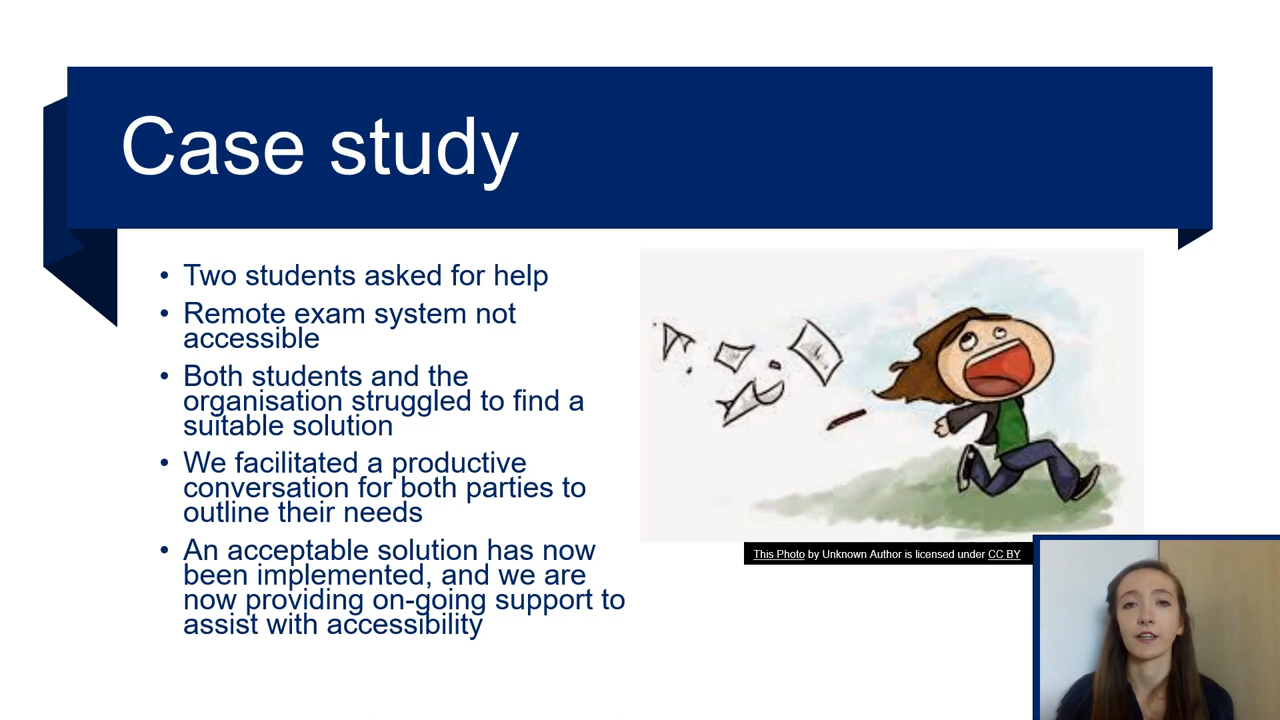 Case study
• Two students asked for help
• Remote exam system not
accessible
• Both students and the
organisation struggled to find a
suitable solution
• We facilitated a productive
conversation for both parties to
outline their needs
• An acceptable solution has now
been implemented, and we are
now providing on-going support to
assist with accessibility
This Photo by Unknown Author is licensed under CC BY